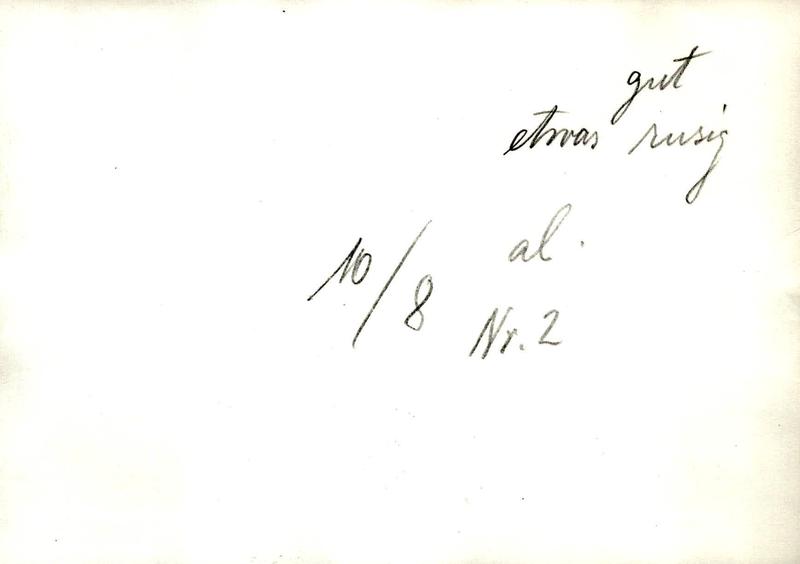 gut
etwas rusig
al.
10/8
Nr. 2